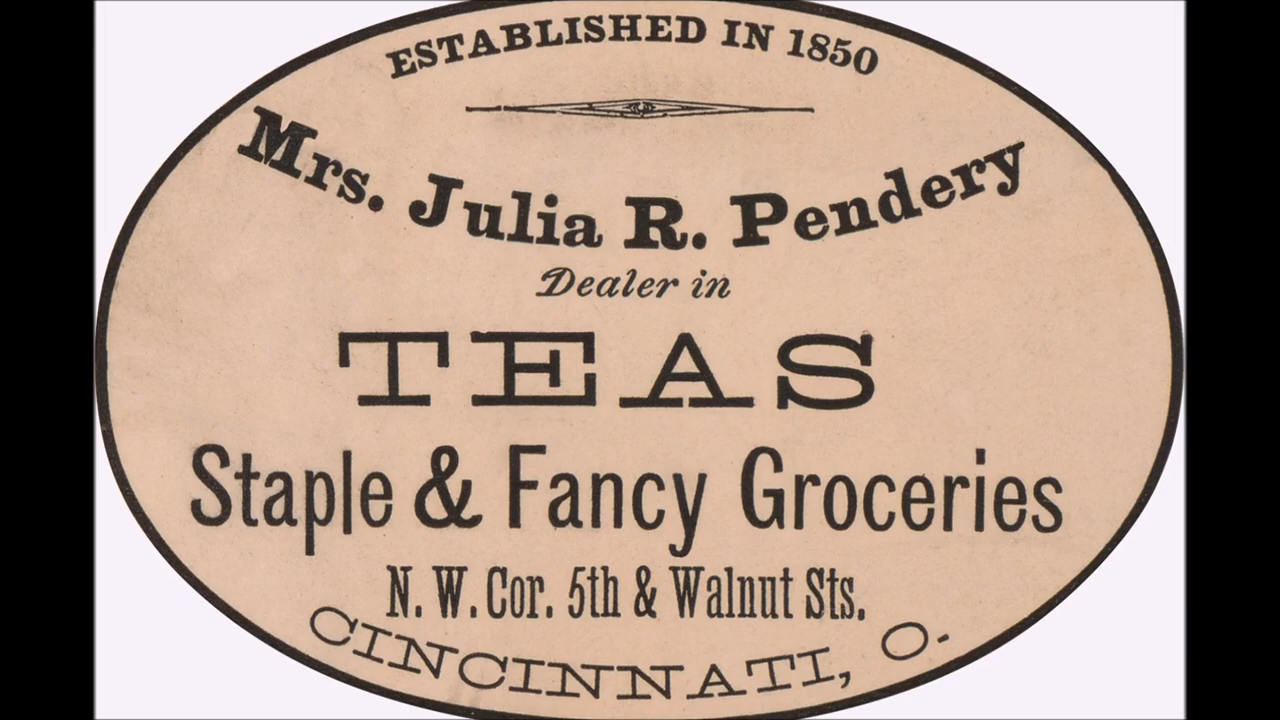 ESTABLISHED IN 1850
Mrs. Julia R. Pendery
Dealer in
TEAS
Staple & Fancy Groceries
N. W. Cor. 5th & Walnut Sts.
CINCINNATI, O.